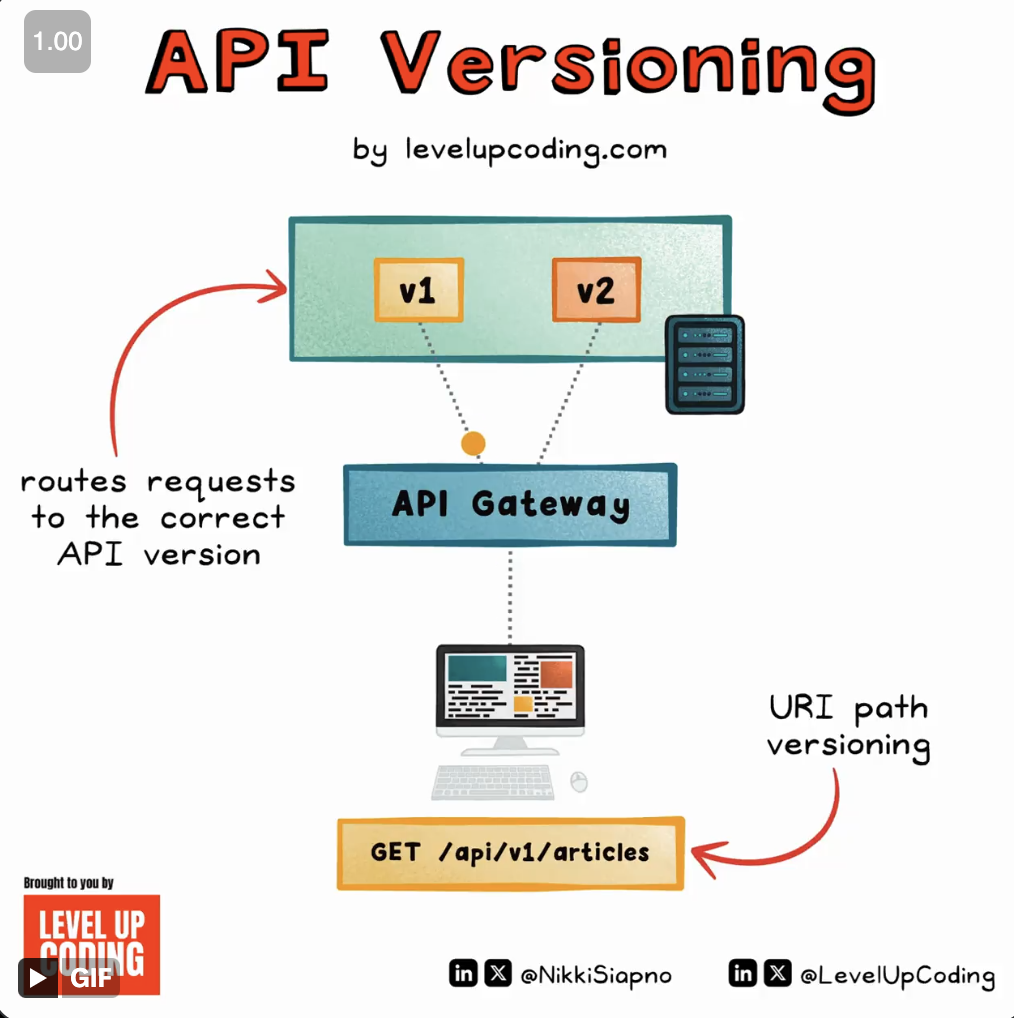 1.00
API Versioning
by levelupcoding.com
v1
v2
API Gateway
routes requests
to the correct
API version
URI path
versioning
GET /api/v1/articles
Brought to you by
LEVEL UP
CODING
GIF
in X @NikkiSiapno
in X @LevelUpCoding